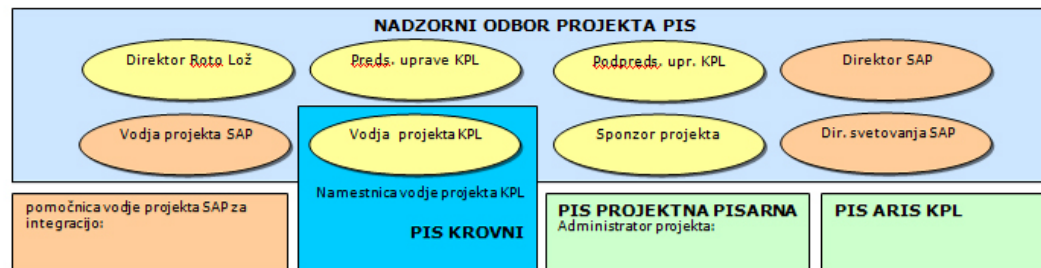 NADZORNI ODBOR PROJEKTA PIS
Direktor Roto Lož
Preds. uprave KPL
Podpreds. upr. KPL
Direktor SAP
Vodja projekta SAP
Vodja projekta KPL
Sponzor projekta
Dir. svetovanja SAP
Namestnica vodje projekta KPL
PIS KROVNI
pomočnica vodje projekta SAP za
integracijo:
PIS PROJEKTNA PISARNA
Administrator projekta:
PIS ARIS KPL